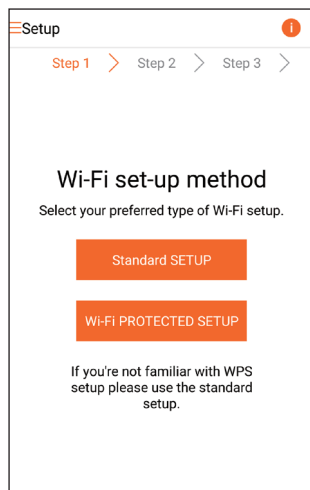 Setup
i
Step 1 Step 2 Step 3
Wi-Fi set-up method
Select your preferred type of Wi-Fi setup.
Standard SETUP
Wi-Fi PROTECTED SETUP
If you're not familiar with WPS
setup please use the standard
setup.